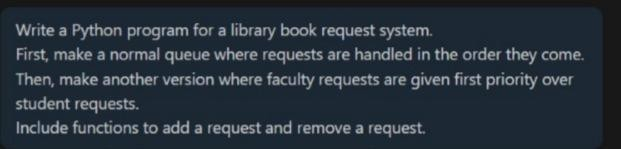 Write a Python program for a library book request system.
First, make a normal queue where requests are handled in the order they come.
Then, make another version where faculty requests are given first priority over
student requests.
Include functions to add a request and remove a request.